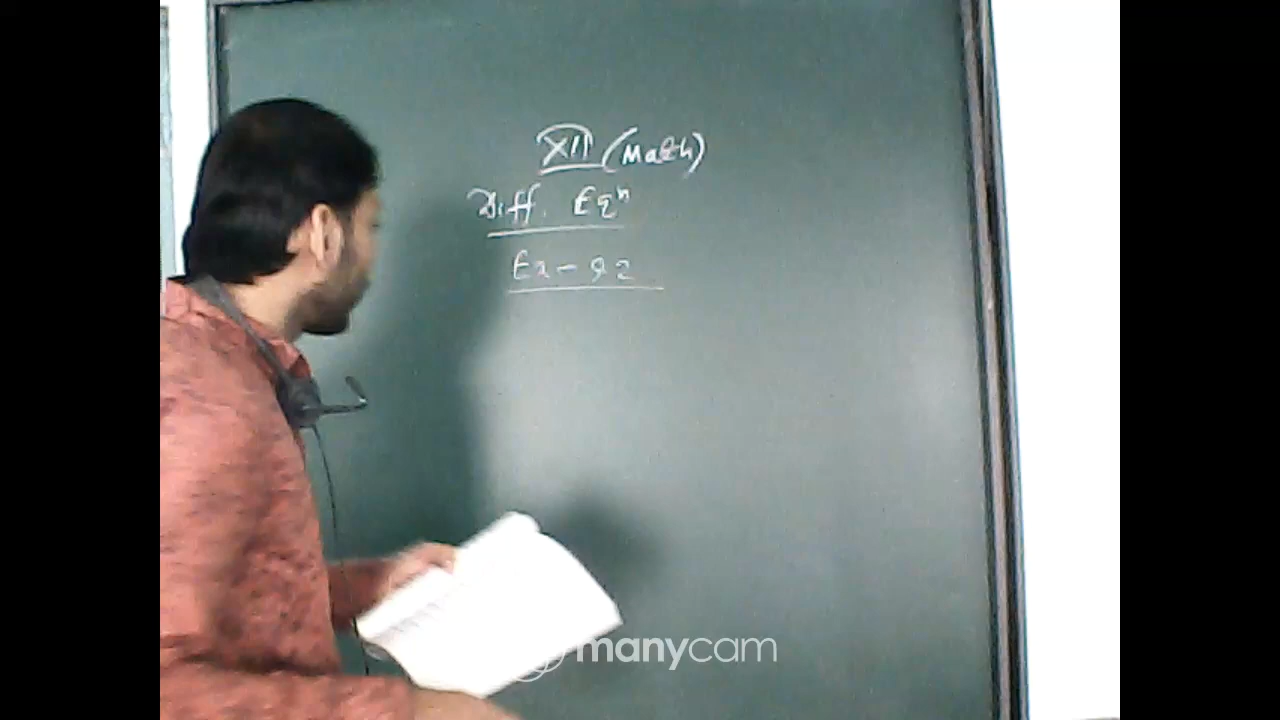 XII (Math)
Diff. Eqⁿ
Ex - 9.2
manycam